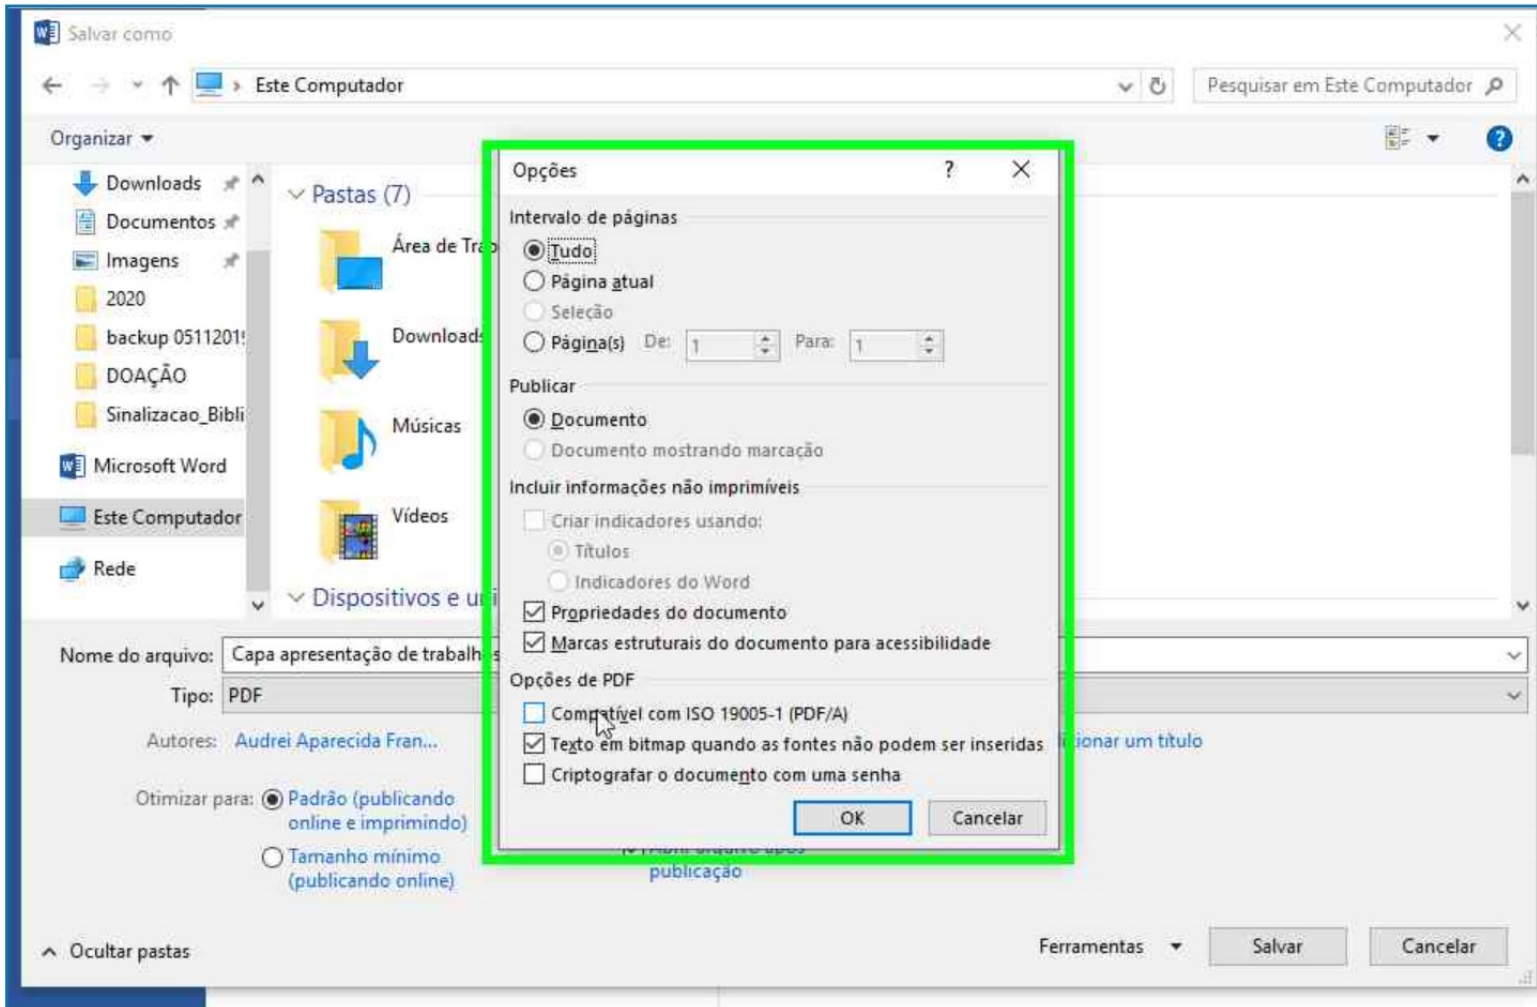 Salvar como
Este Computador
Pesquisar em Este Computador
Organizar
Downloads
Documentos
Imagens
2020
backup 05112019
DOAÇÃO
Sinalizacao_Bibli
Microsoft Word
Este Computador
Rede
Pastas (7)
Área de Trab
Downloads
Músicas
Vídeos
Dispositivos e uni
Opções
?
Intervalo de páginas
Tudo
Página atual
Seleção
Página(s) De: 1 Para: 1
Publicar
Documento
Documento mostrando marcação
Incluir informações não imprimíveis
Criar indicadores usando:
Títulos
Indicadores do Word
Propriedades do documento
Marcas estruturais do documento para acessibilidade
Opções de PDF
Compatível com ISO 19005-1 (PDF/A)
Texto em bitmap quando as fontes não podem ser inseridas
Criptografar o documento com uma senha
OK Cancelar
Nome do arquivo: Capa apresentação de trabalhos
Tipo: PDF
Autores: Audrei Aparecida Fran...
icionar um título
Otimizar para: Padrão (publicando
online e imprimindo)
Tamanho mínimo
(publicando online)
publicação
Ocultar pastas
Ferramentas Salvar Cancelar